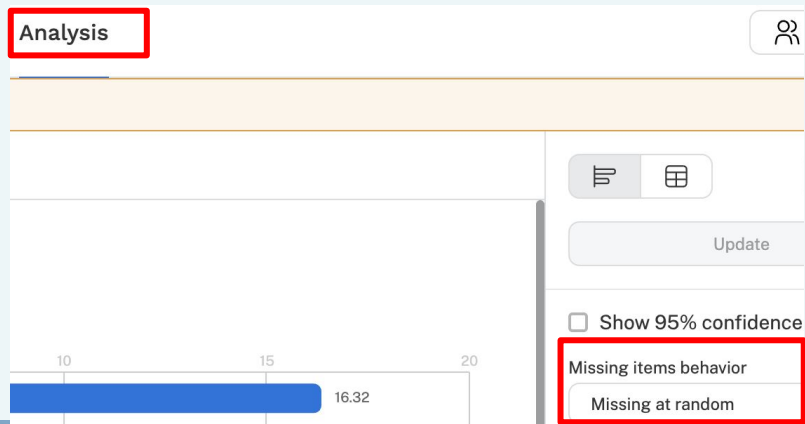 Analysis
Update
Show 95% confidence
10 15 20
Missing items behavior
16.32
Missing at random